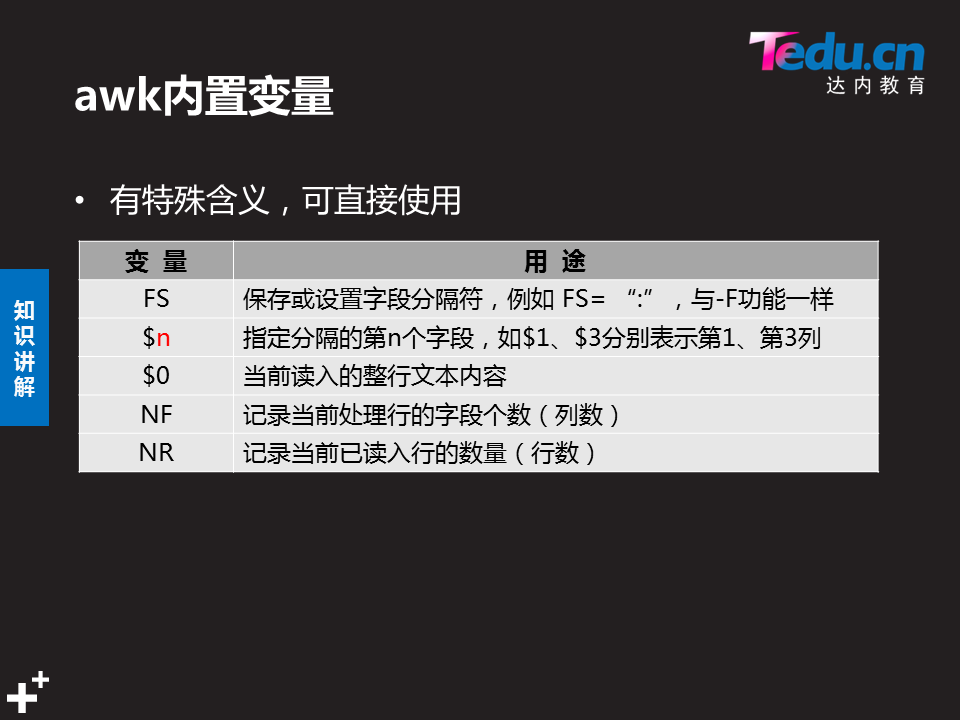 Tedu.cn
达内教育
awk内置变量
• 有特殊含义，可直接使用
变 量 用 途
FS 保存或设置字段分隔符，例如 FS= “:” ，与-F功能一样
$n 指定分隔的第n个字段，如$1、$3分别表示第1、第3列
$0 当前读入的整行文本内容
NF 记录当前处理行的字段个数（列数）
NR 记录当前已读入行的数量（行数）
知
识
讲
解